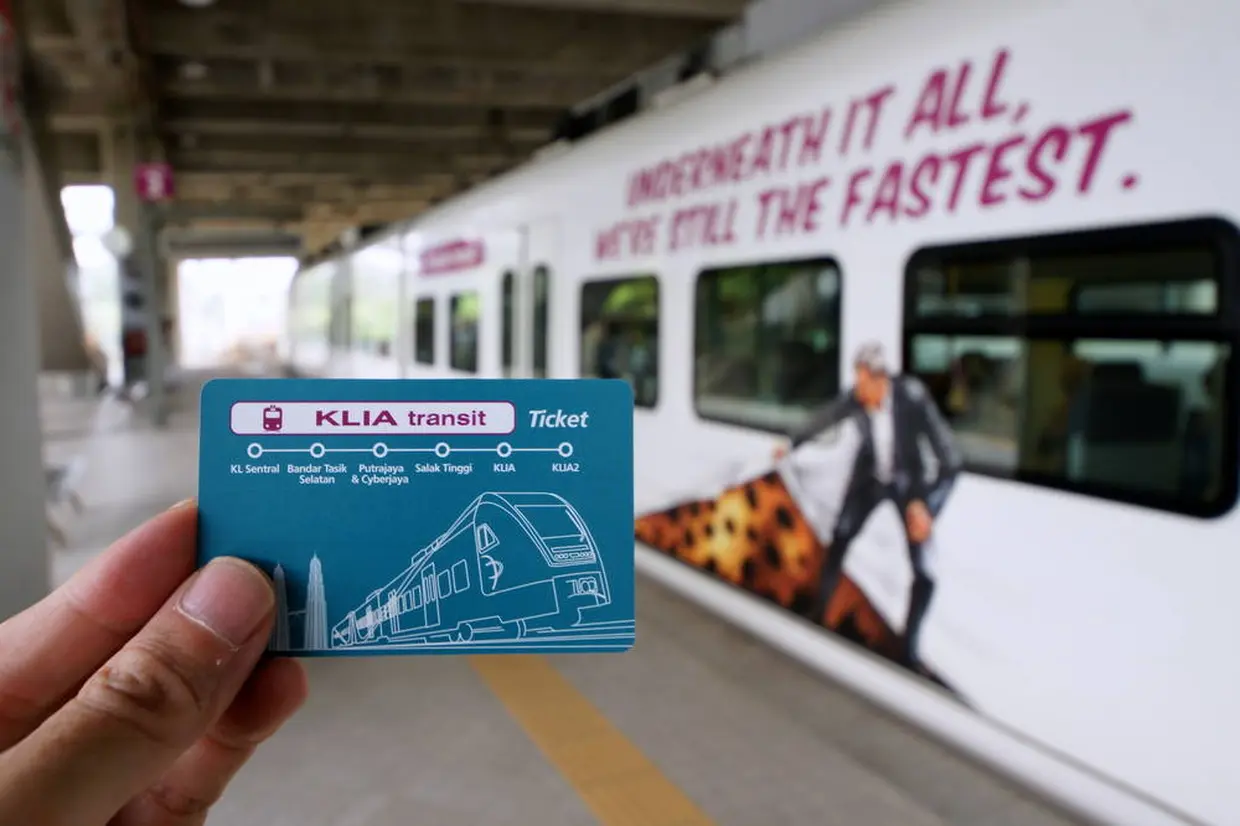 UNDERNEATH IT ALL,
WE'RE STILL THE FASTEST.
3
KLIA transit Ticket
KL Sentral
Bandar Tasik
Selatan
Putrajaya
& Cyberjaya
Salak Tinggi
KLIA
KLIA2